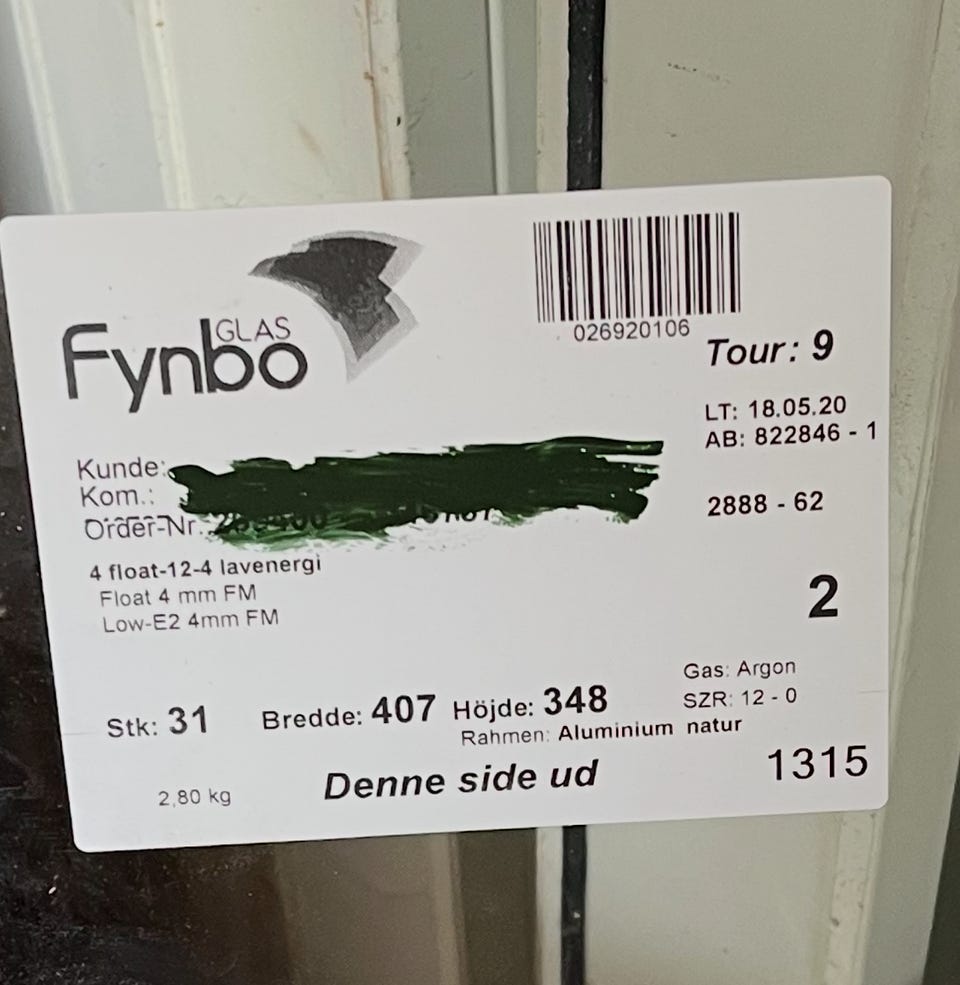 GLAS
Fynbo
026920106
Tour: 9
LT: 18.05.20
AB: 822846 - 1
Kunde:
Kom.:
Order-Nr.:
2888 - 62
4 float-12-4 lavenergi
Float 4 mm FM
Low-E2 4mm FM
2
Gas: Argon
SZR: 12 - 0
Stk: 31 Bredde: 407 Höjde: 348
Rahmen: Aluminium natur
2,80 kg
Denne side ud
1315